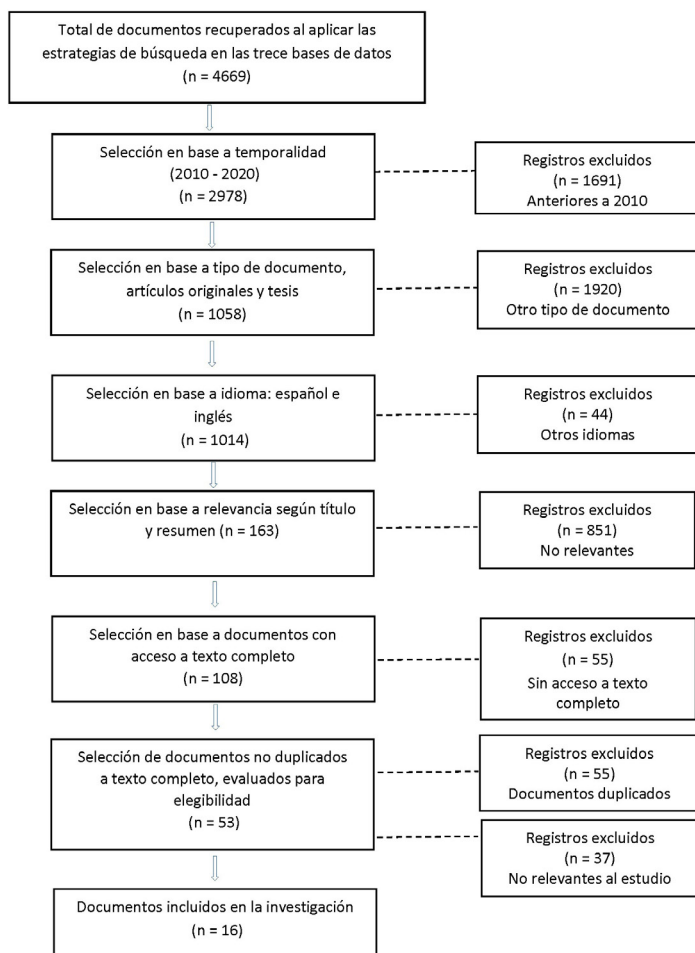 Total de documentos recuperados al aplicar las
estrategias de búsqueda en las trece bases de datos
(n = 4669)
Selección en base a temporalidad
(2010 - 2020)
n = 2978)
Registros excluidos
(n = 1691)
Anteriores a 2010
Selección en base a tipo de documento,
artículos originales y tesis
(n = 1058)
Registros excluidos
(n = 1920)
Otro tipo de documento
Selección en base a idioma: español e
inglés
(n = 1014)
Registros excluidos
(n = 44)
Otros idiomas
Selección en base a relevancia según título
y resumen (n = 163)
Registros excluidos
(n = 851)
No relevantes
Selección en base a documentos con
acceso a texto completo
(n = 108)
Registros excluidos
(n = 55)
Sin acceso a texto
completo
Selección de documentos no duplicados
a texto completo, evaluados para
elegibilidad
(n = 53)
Registros excluidos
(n = 55)
Documentos duplicados
Registros excluidos
(n = 37)
No relevantes al estudio
Documentos incluidos en la investigación
(n = 16)